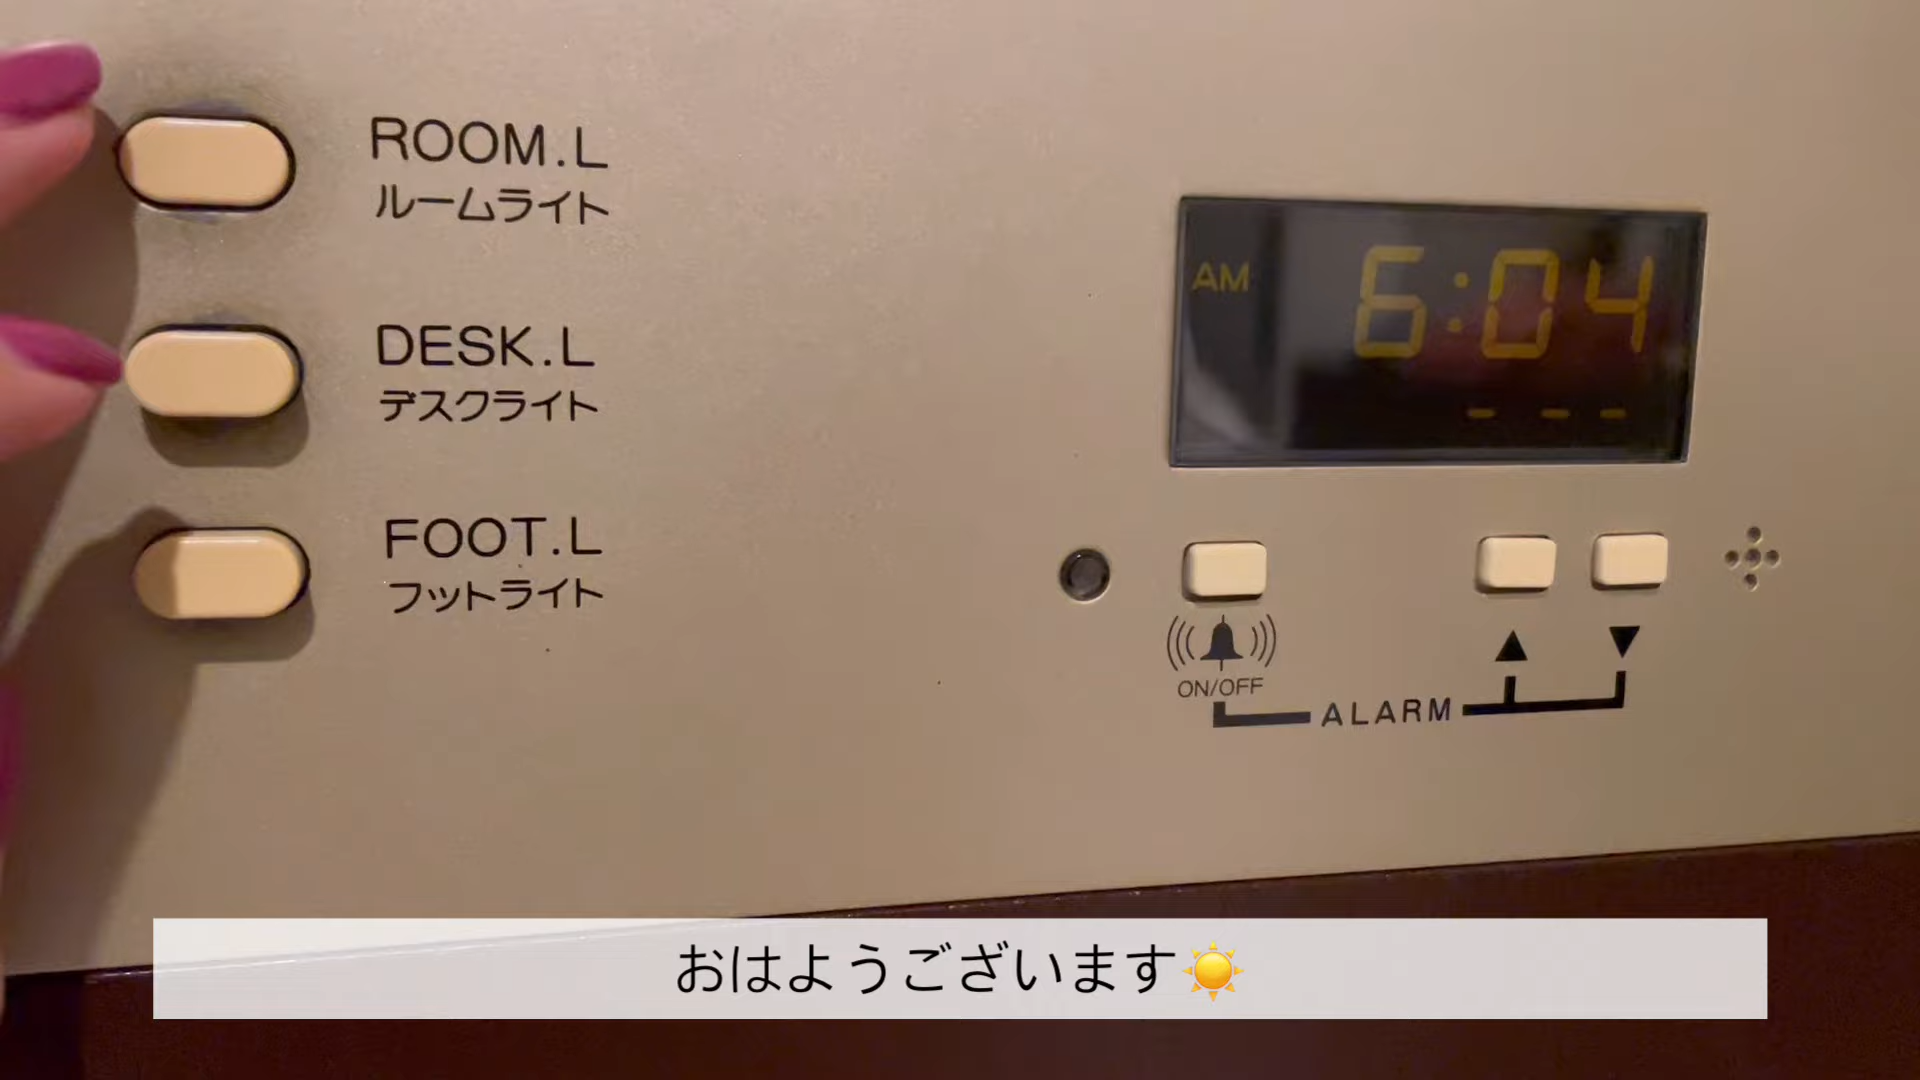 ROOM.L
ルームライト
DESK.L
デスクライト
FOOT.L
フットライト
AM 6:04
- - -
ON/OFF
ALARM
▲ ▼
おはようございます☀️